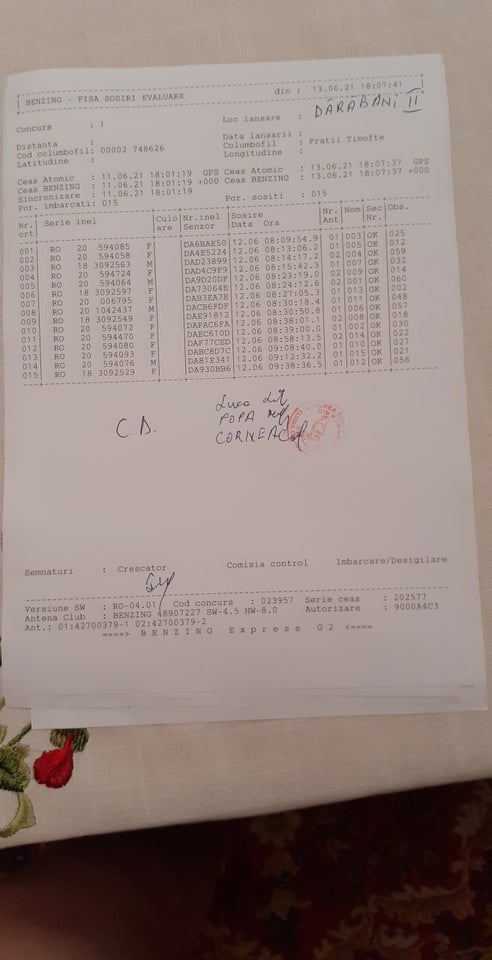 BENZING - FISA SOSIRI EVALUARE din : 13.06.21 18:07:41
Concurs : 1 Loc lansare : DĂRĂBANI II
Distanta : Data lansarii :
Cod columbofil: 00002 748626 Columbofil : Fratii Timofte
Latitudine : Longitudine :
Ceas Atomic : 11.06.21 18:01:19 GPS Ceas Atomic : 13.06.21 18:07:37 GPS
Ceas BENZING : 11.06.21 18:01:19 +000 Ceas BENZING : 13.06.21 18:07:37 +000
Sincronizare : 11.06.21 18:01:19
Por. imbarcati: 015 Por. sositi : 015
Nr. Serie inel Culo Nr.inel Sosire Nr. Nom Sec Obs.
crt are Senzor Data Ora Ant Nr.
001 RO 20 594085 F DA6BAE50 12.06 08:09:54.9 01 003 OK 025
002 RO 20 594058 F DA4E5224 12.06 08:13:06.2 01 005 OK 012
003 RO 18 3092563 M DAD23899 12.06 08:14:17.2 02 004 OK 059
004 RO 20 594724 F DAD4C9F9 12.06 08:15:42.3 01 007 OK 032
005 RO 20 594064 M DA9D20DF 12.06 08:23:19.0 02 009 OK 014
006 RO 18 3092597 F DA73064E 12.06 08:24:12.6 02 001 OK 060
007 RO 20 006795 F DAB3EA7E 12.06 08:27:05.3 01 013 OK 002
008 RO 20 1042437 M DACB6FDF 12.06 08:30:18.4 01 011 OK 048
009 RO 18 3092549 F DAE91812 12.06 08:30:50.8 01 006 OK 057
010 RO 20 594072 F DAFAC6FA 12.06 08:38:01.1 02 008 OK 018
011 RO 20 594470 F DAEC610D 12.06 08:39:00.0 01 002 OK 030
012 RO 20 594080 F DAF77CED 12.06 08:58:13.5 02 014 OK 022
013 RO 20 594093 F DABC8D7C 12.06 09:08:40.0 01 010 OK 027
014 RO 20 594076 M DA81E341 12.06 09:12:32.2 01 015 OK 021
015 RO 18 3092529 F DA930BB6 12.06 09:38:36.5 01 012 OK 056
C.D. Luca
POPA
CORNEA
Semnaturi : Crescator Comisia control Imbarcare/Desigilare
Versiune SW : RO-04.01 Cod concurs : 023957 Serie ceas : 202577
Antena Club : BENZING 48907227 SW-4.5 HW-8.0 Autorizare : 9000A4C3
Ant.: 01:42700379-1 02:42700379-2
====> B E N Z I N G E x p r e s s G 2 <====